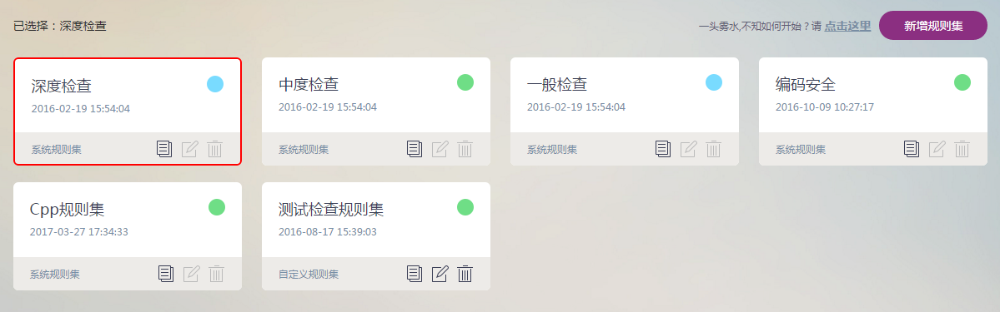 已选择：深度检查
一头雾水,不知如何开始？请 点击这里
新增规则集
深度检查
2016-02-19 15:54:04
系统规则集
中度检查
2016-02-19 15:54:04
系统规则集
一般检查
2016-02-19 15:54:04
系统规则集
编码安全
2016-10-09 10:27:17
系统规则集
Cpp规则集
2017-03-27 17:34:33
系统规则集
测试检查规则集
2016-08-17 15:39:03
自定义规则集